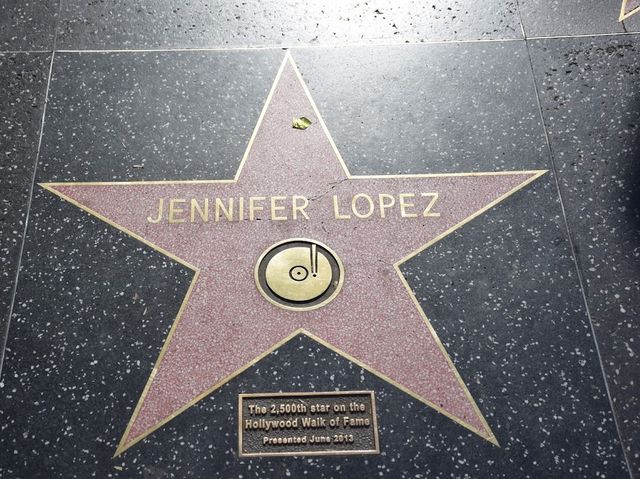 JENNIFER LOPEZ
The 2,500th star on the
Hollywood Walk of Fame
Presented June 2013